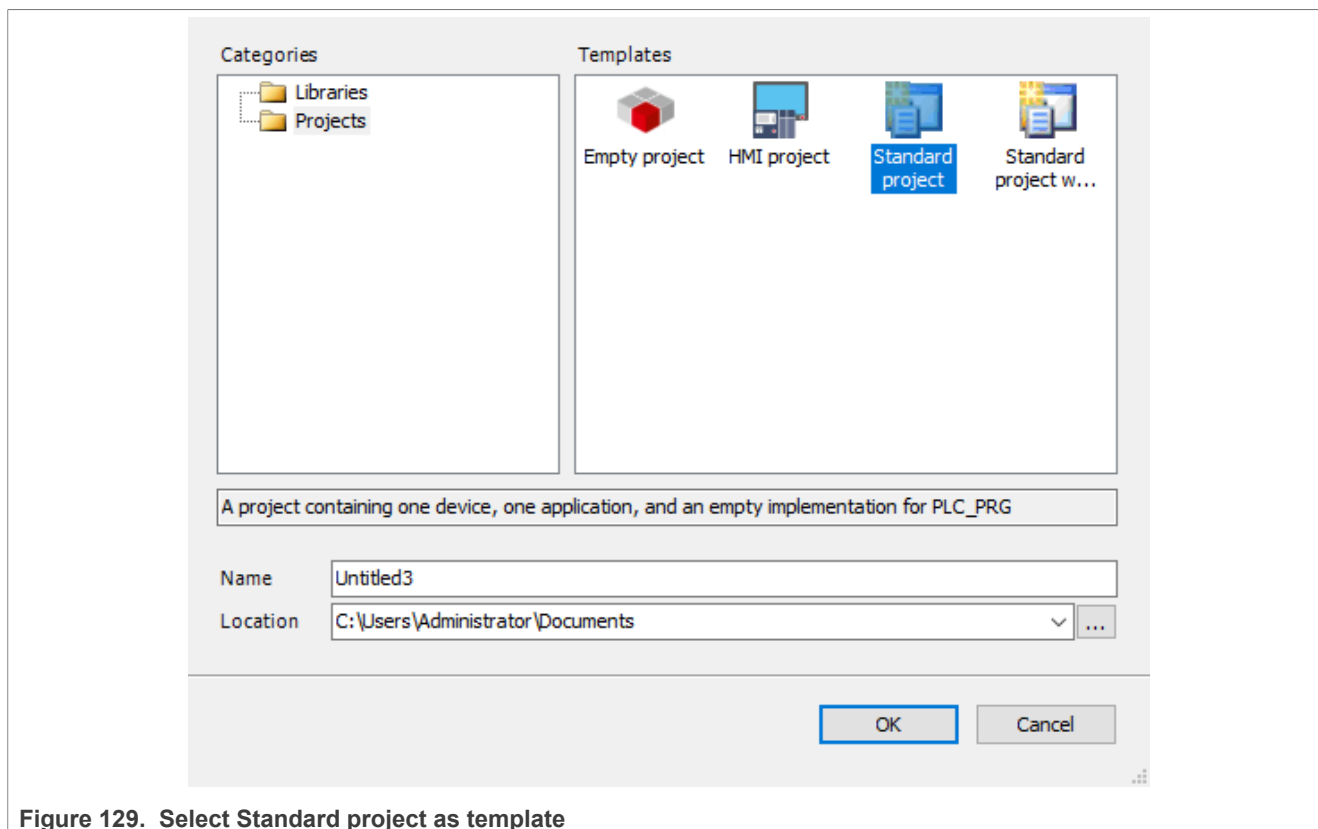 Categories
Templates
Libraries
Projects
Empty project
HMI project
Standard
project
Standard
project w...
A project containing one device, one application, and an empty implementation for PLC_PRG
Name
Untitled3
Location
C:\Users\Administrator\Documents
...
OK
Cancel
Figure 129. Select Standard project as template